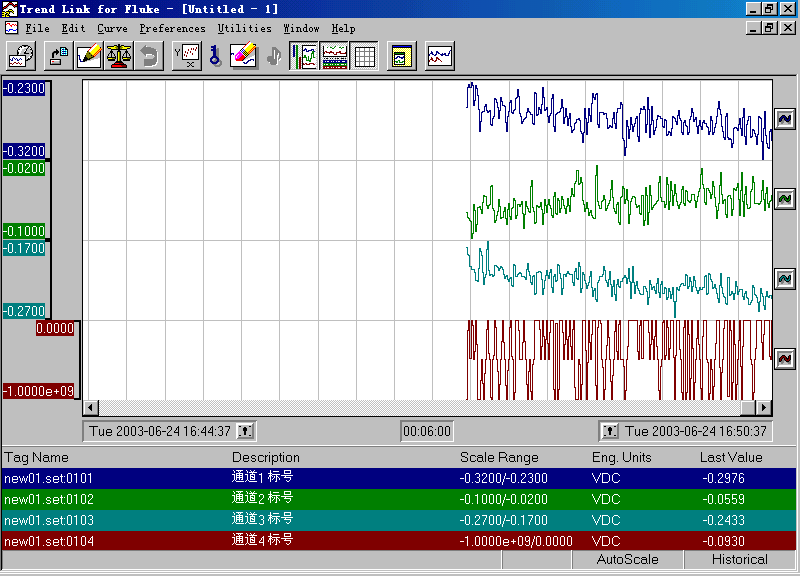 Trend Link for Fluke - [Untitled - 1]
File Edit Curve Preferences Utilities Window Help
-0.2300
-0.3200
-0.0200
-0.1000
-0.1700
-0.2700
0.0000
-1.0000e+09
Tue 2003-06-24 16:44:37 00:06:00 Tue 2003-06-24 16:50:37
Tag Name Description Scale Range Eng. Units Last Value
new01.set:0101 通道1标号 -0.3200/-0.2300 VDC -0.2976
new01.set:0102 通道2标号 -0.1000/-0.0200 VDC -0.0559
new01.set:0103 通道3标号 -0.2700/-0.1700 VDC -0.2433
new01.set:0104 通道4标号 -1.0000e+09/0.0000 VDC -0.0930
AutoScale Historical